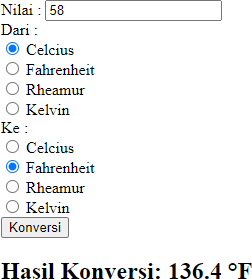 Nilai : 58
Dari :
Celcius
Fahrenheit
Rheamur
Kelvin
Ke :
Celcius
Fahrenheit
Rheamur
Kelvin
Konversi
Hasil Konversi: 136.4 °F